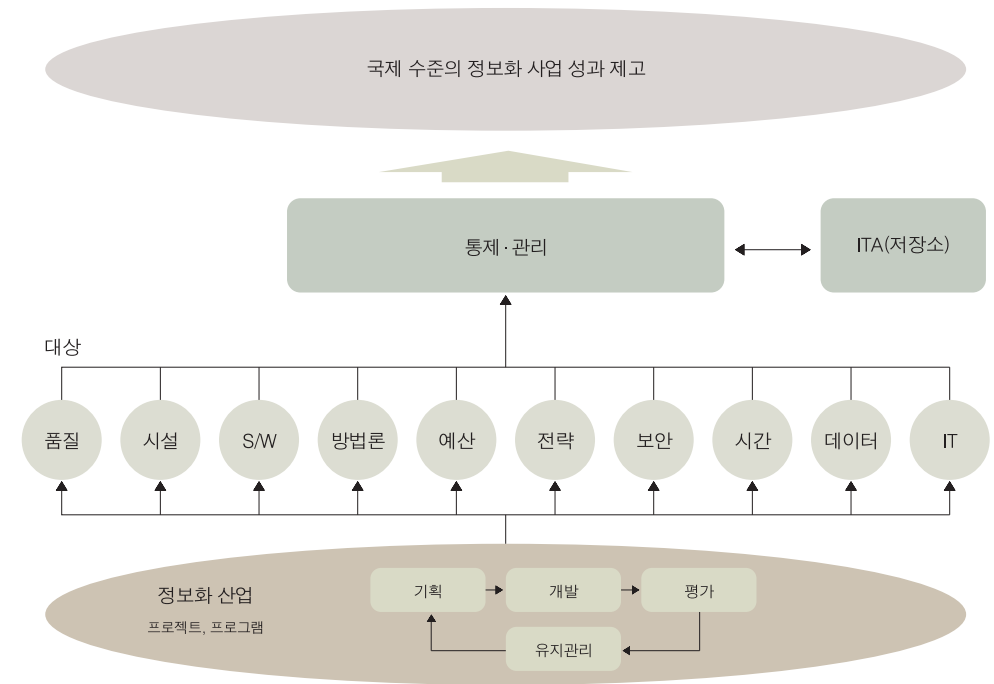 국제 수준의 정보화 사업 성과 제고
통제·관리
ITA(저장소)
대상
품질
시설
S/W
방법론
예산
전략
보안
시간
데이터
IT
정보화 산업
프로젝트, 프로그램
기획
개발
평가
유지관리